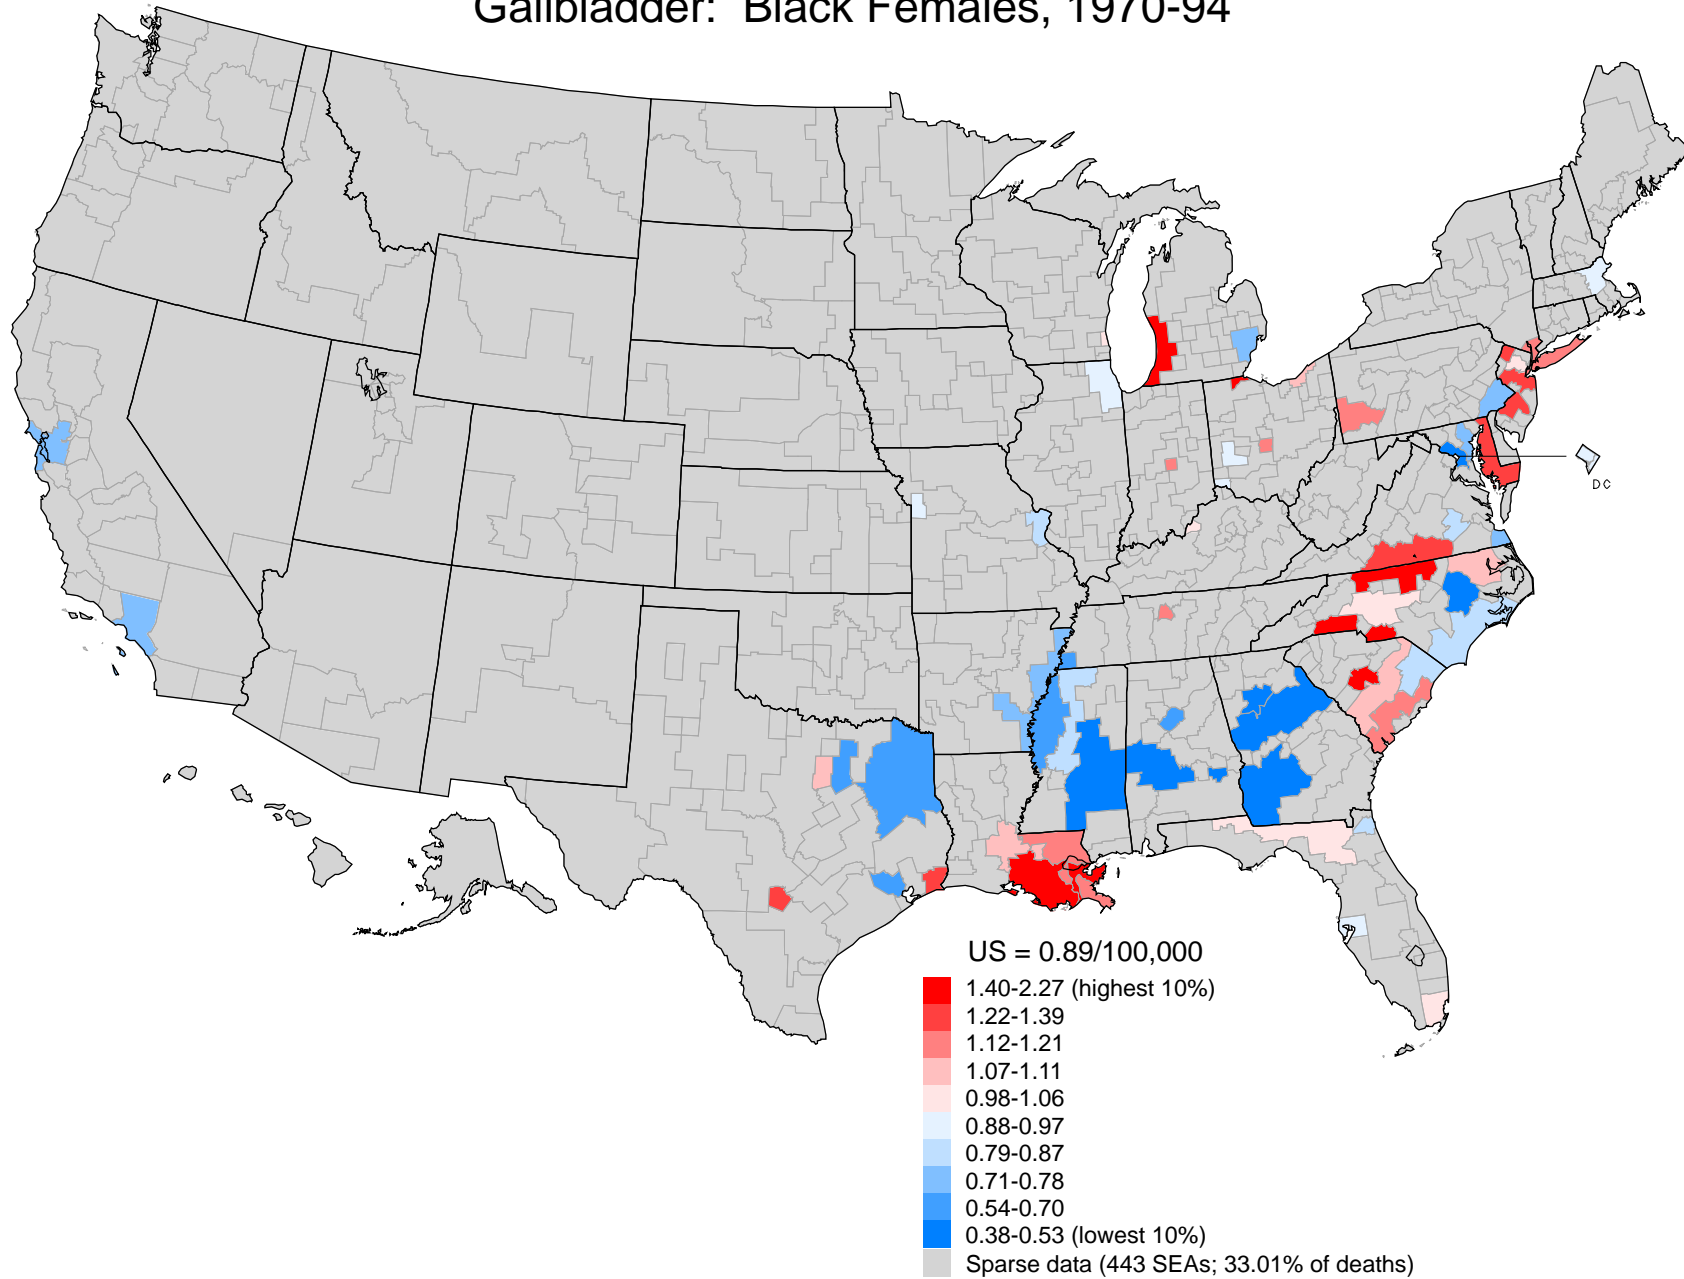 Gallbladder: Black Females, 1970-94
DC
US = 0.89/100,000
1.40-2.27 (highest 10%)
1.22-1.39
1.12-1.21
1.07-1.11
0.98-1.06
0.88-0.97
0.79-0.87
0.71-0.78
0.54-0.70
0.38-0.53 (lowest 10%)
Sparse data (443 SEAs; 33.01% of deaths)